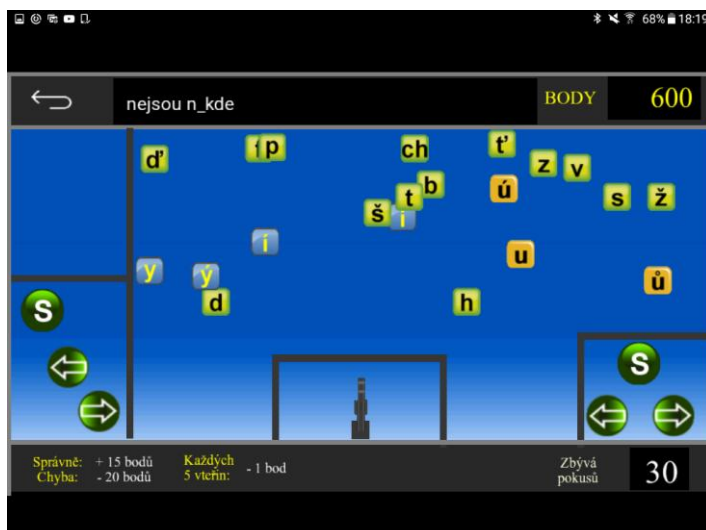 68% 18:19
nejsou n_kde
BODY 600
ď p ch ť z v
š t b i ú s ž
y ý í u ů
d h
S S
Správně: + 15 bodů
Chyba: - 20 bodů
Každých
5 vteřin: - 1 bod
Zbývá
pokusů 30